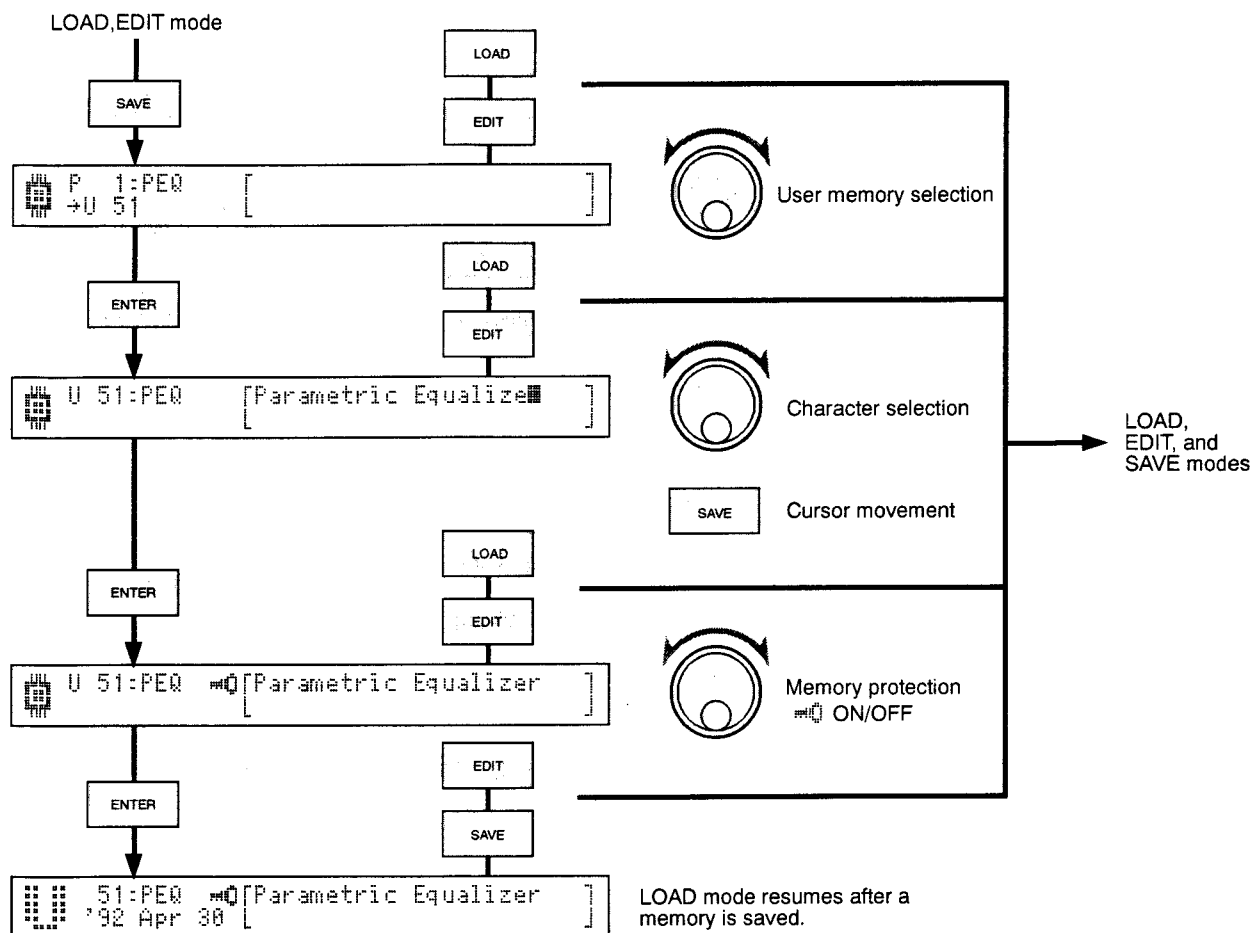 LOAD,EDIT mode
SAVE
LOAD
EDIT
P 1:PEQ [ ]
→U 51 [ ]
User memory selection
ENTER
LOAD
EDIT
U 51:PEQ [Parametric Equalize■ ]
Character selection
SAVE
Cursor movement
LOAD,
EDIT, and
SAVE modes
ENTER
LOAD
EDIT
U 51:PEQ [Parametric Equalizer ]
Memory protection
ON/OFF
ENTER
EDIT
SAVE
U 51:PEQ [Parametric Equalizer ]
'92 Apr 30 [ ]
LOAD mode resumes after a
memory is saved.